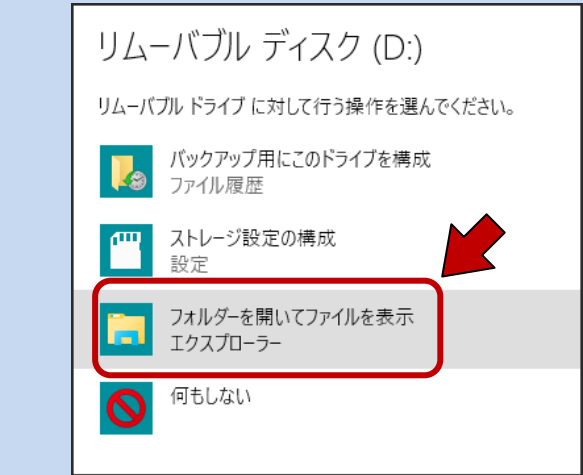 リムーバブル ディスク (D:)
リムーバブル ドライブ に対して行う操作を選んでください。
バックアップ用にこのドライブを構成
ファイル履歴
ストレージ設定の構成
設定
フォルダーを開いてファイルを表示
エクスプローラー
何もしない